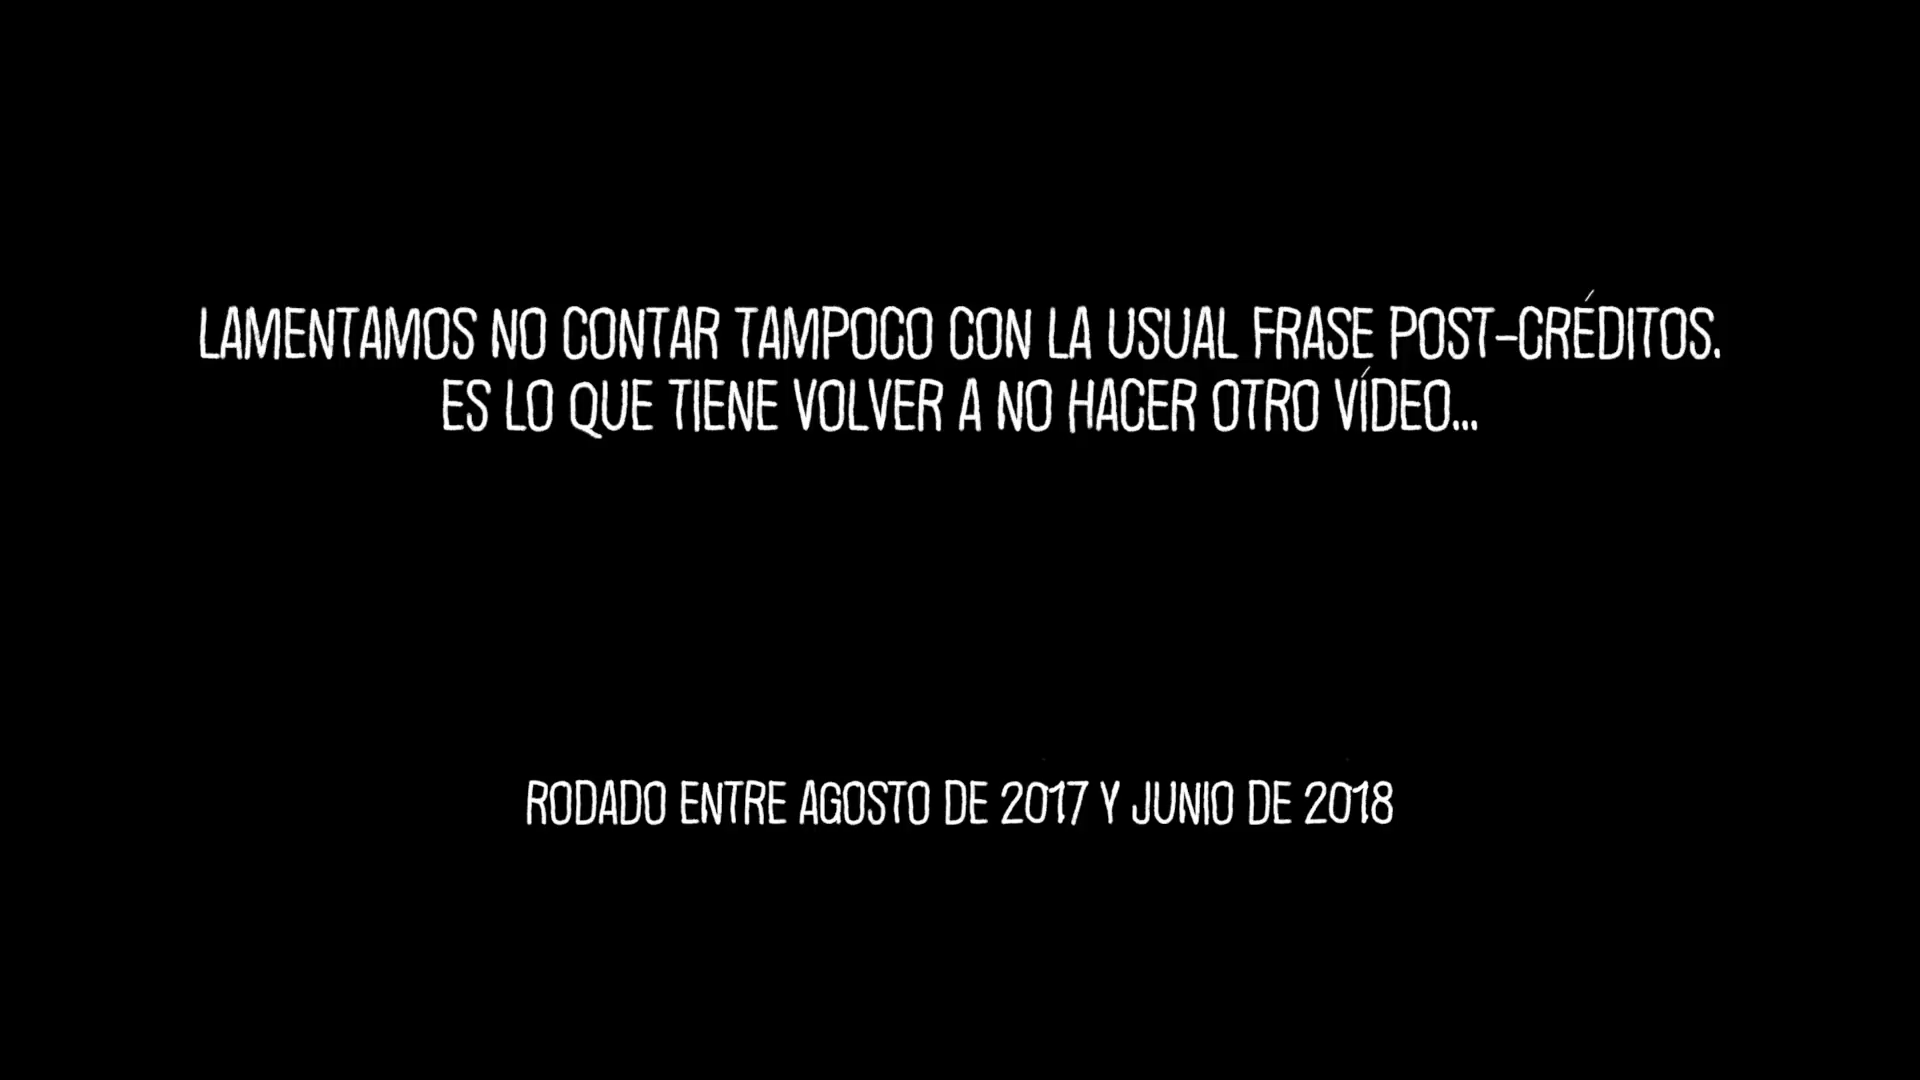 LAMENTAMOS NO CONTAR TAMPOCO CON LA USUAL FRASE POST-CRÉDITOS.
ES LO QUE TIENE VOLVER A NO HACER OTRO VÍDEO...
RODADO ENTRE AGOSTO DE 2017 Y JUNIO DE 2018